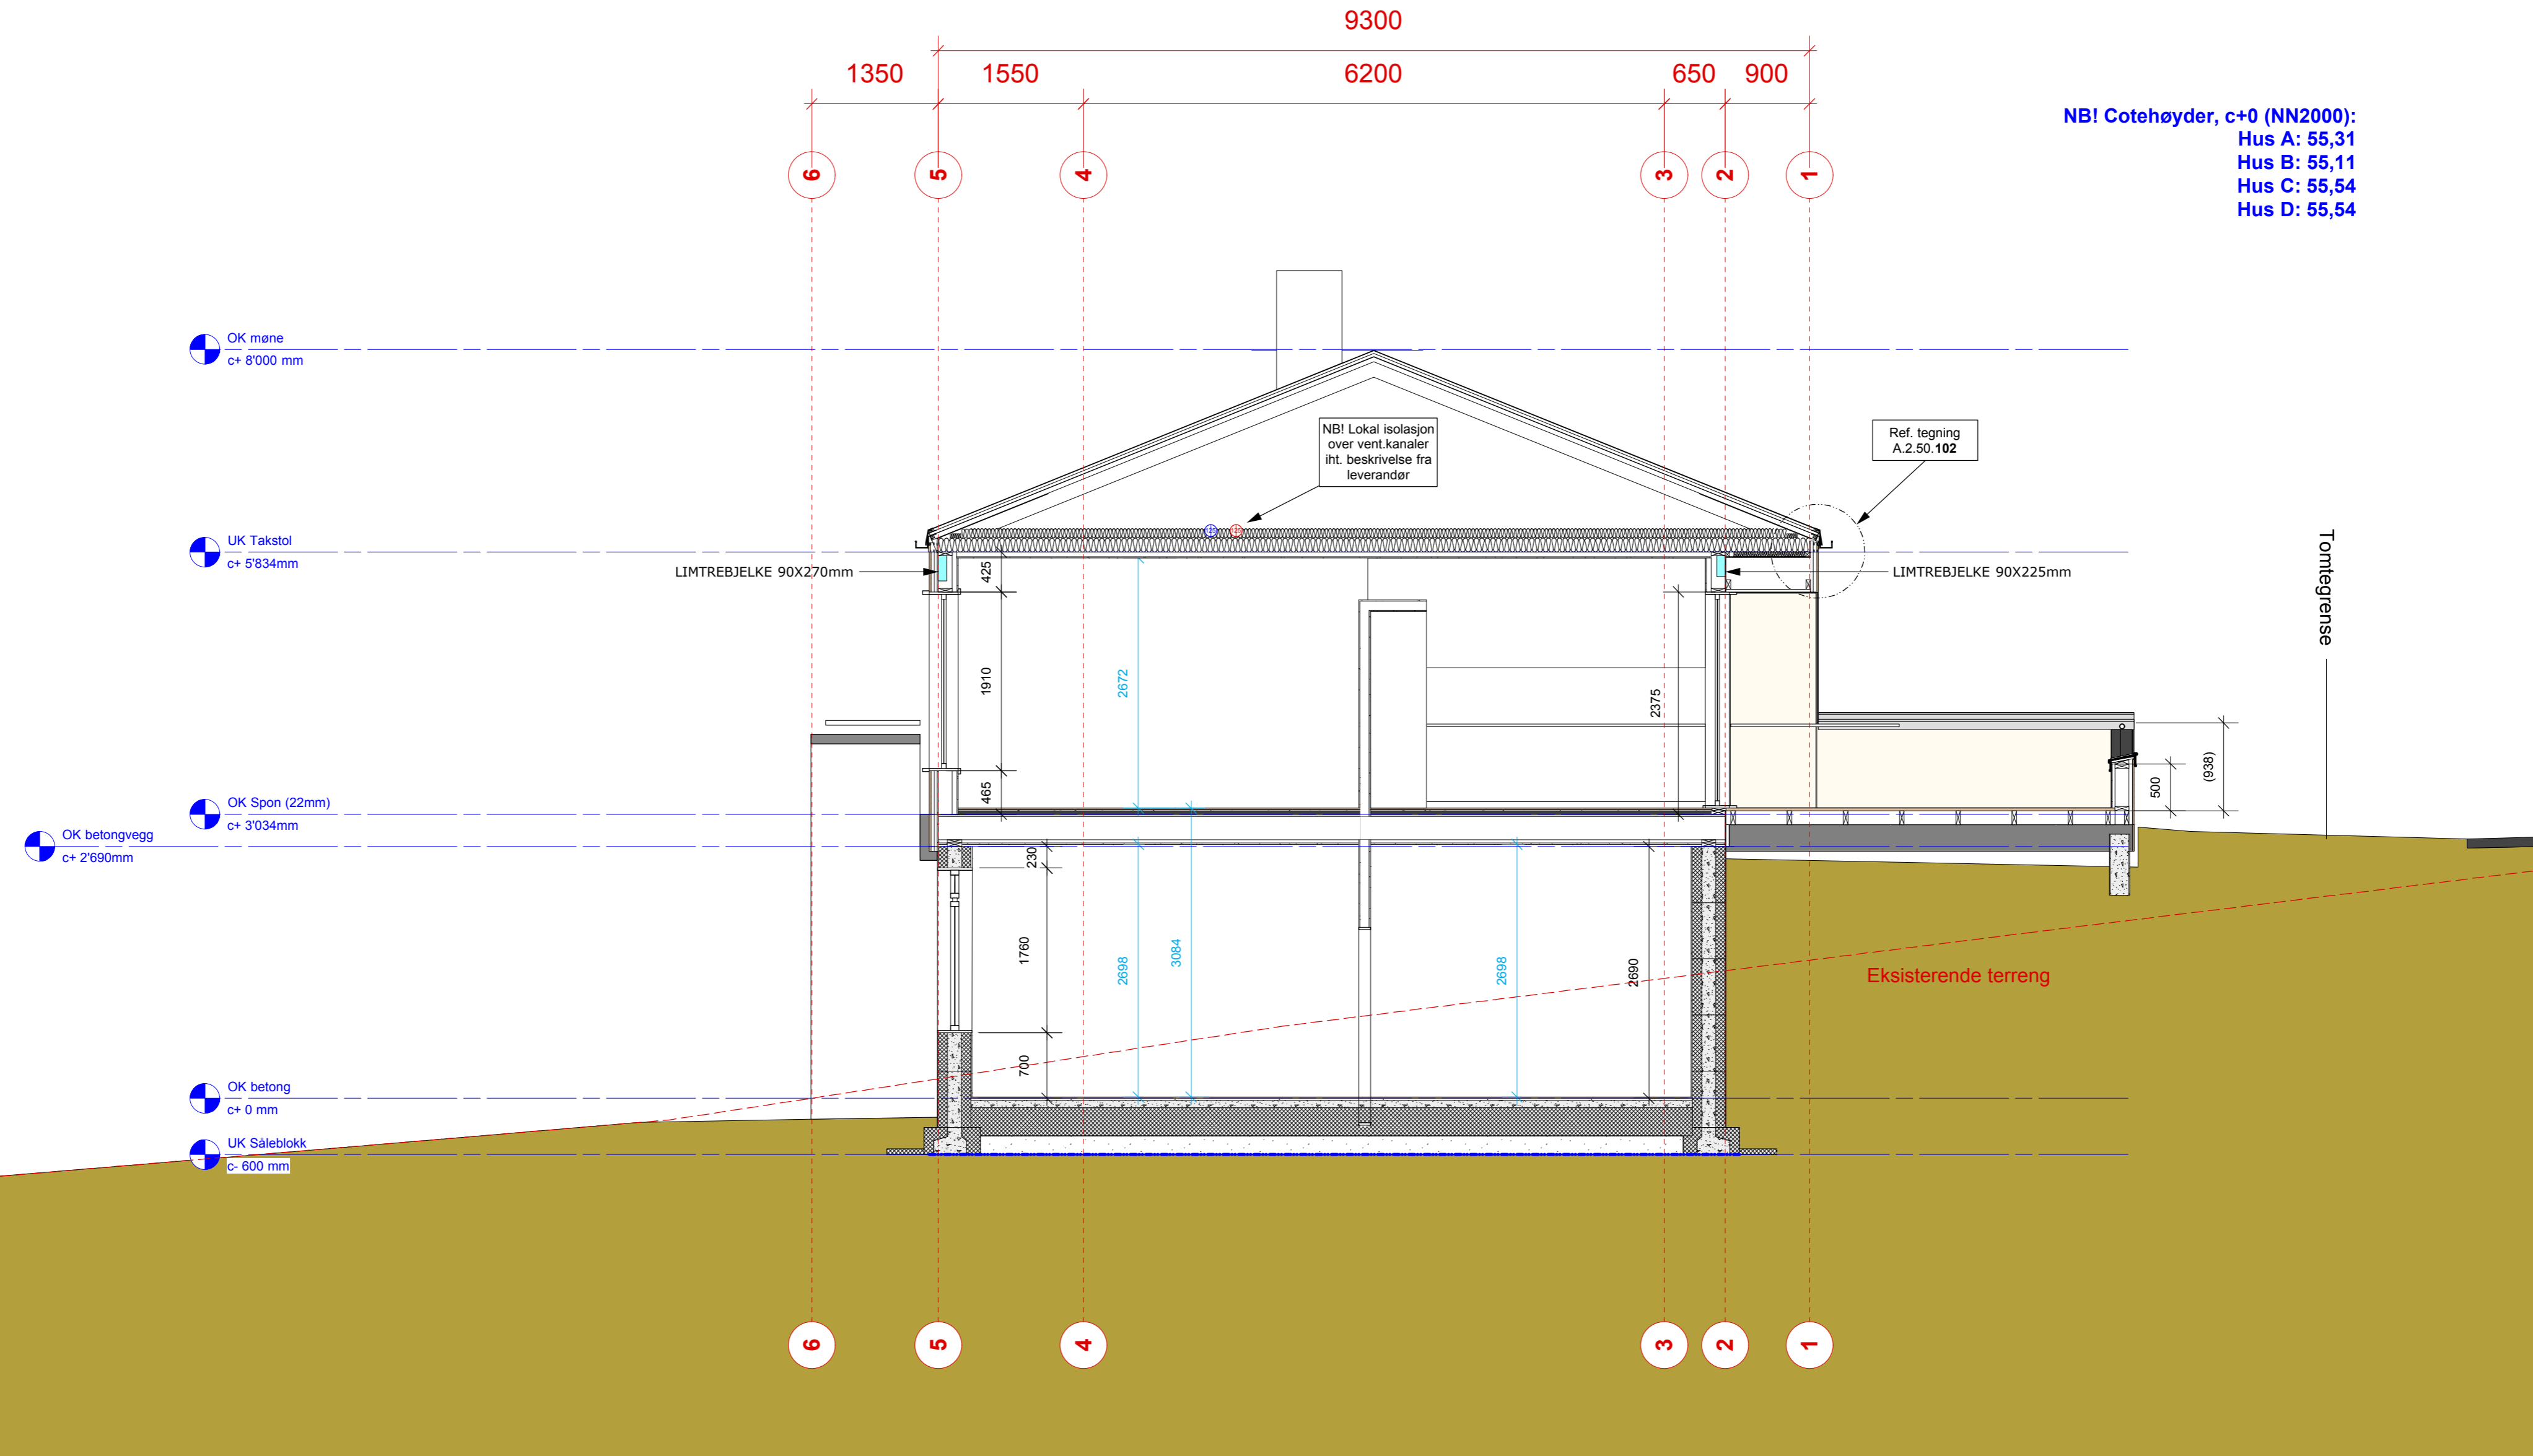 9300
1350
1550
6200
650
900
NB! Cotehøyder, c+0 (NN2000):
Hus A: 55,31
Hus B: 55,11
Hus C: 55,54
Hus D: 55,54
6
5
4
3
2
1
OK møne
c+ 8'000 mm
NB! Lokal isolasjon
over vent.kanaler
iht. beskrivelse fra
leverandør
Ref. tegning
A.2.50.102
UK Takstol
c+ 5'834mm
LIMTREBJELKE 90X270mm
425
LIMTREBJELKE 90X225mm
Tomtegrense
1910
2672
2375
465
500
(938)
OK Spon (22mm)
c+ 3'034mm
OK betongvegg
c+ 2'690mm
230
1760
2698
3084
2698
2690
Eksisterende terreng
700
OK betong
c+ 0 mm
UK Såleblokk
c- 600 mm
6
5
4
3
2
1